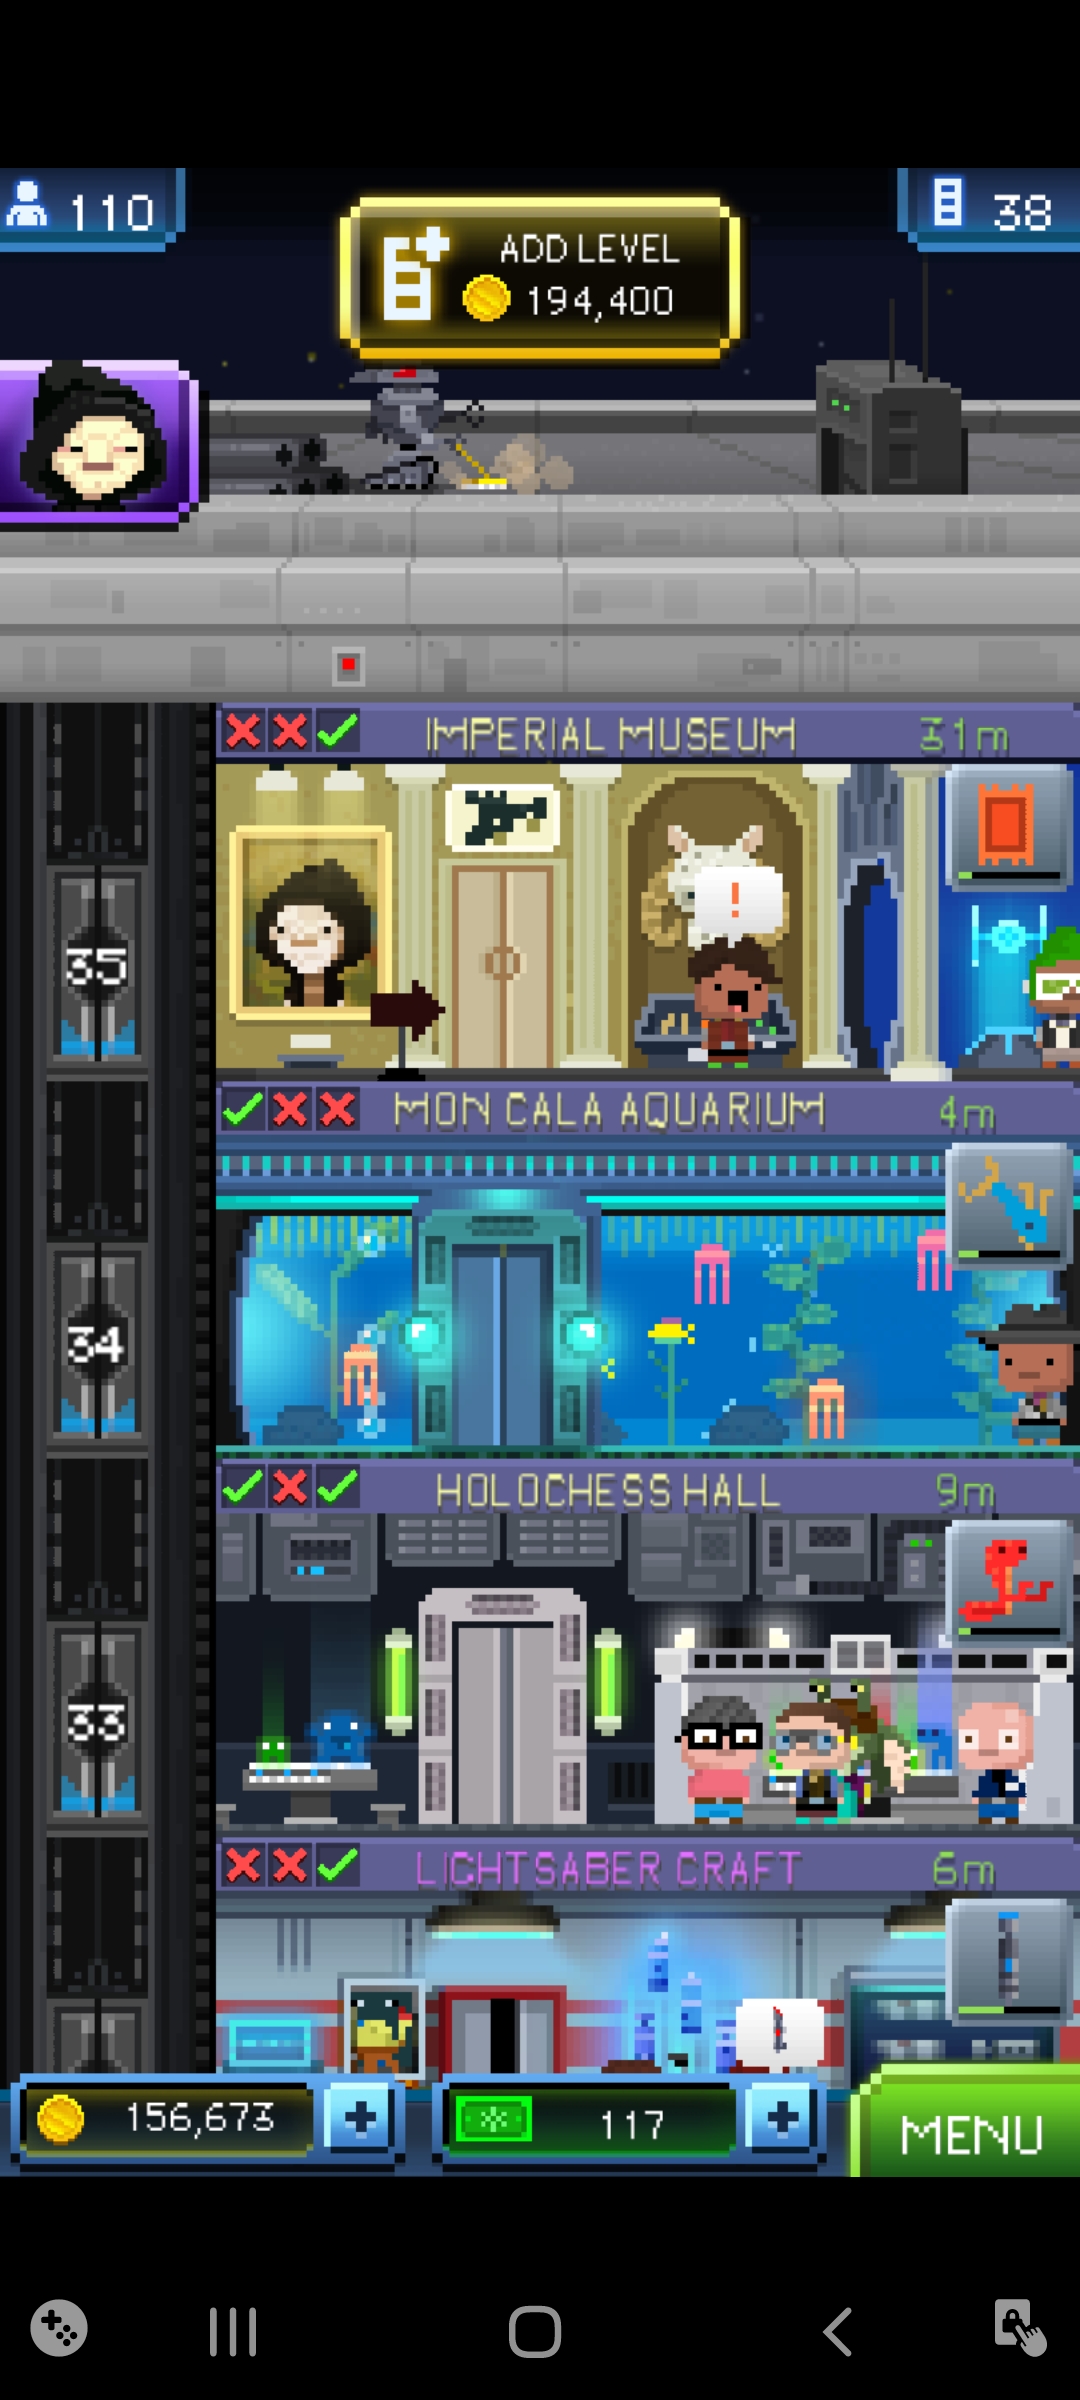 110
ADD LEVEL
194,400
38
IMPERIAL MUSEUM 31m
!
35
MON CALA AQUARIUM 4m
34
HOLOCHESS HALL 9m
33
LIGHTSABER CRAFT 6m
156,673
117
MENU